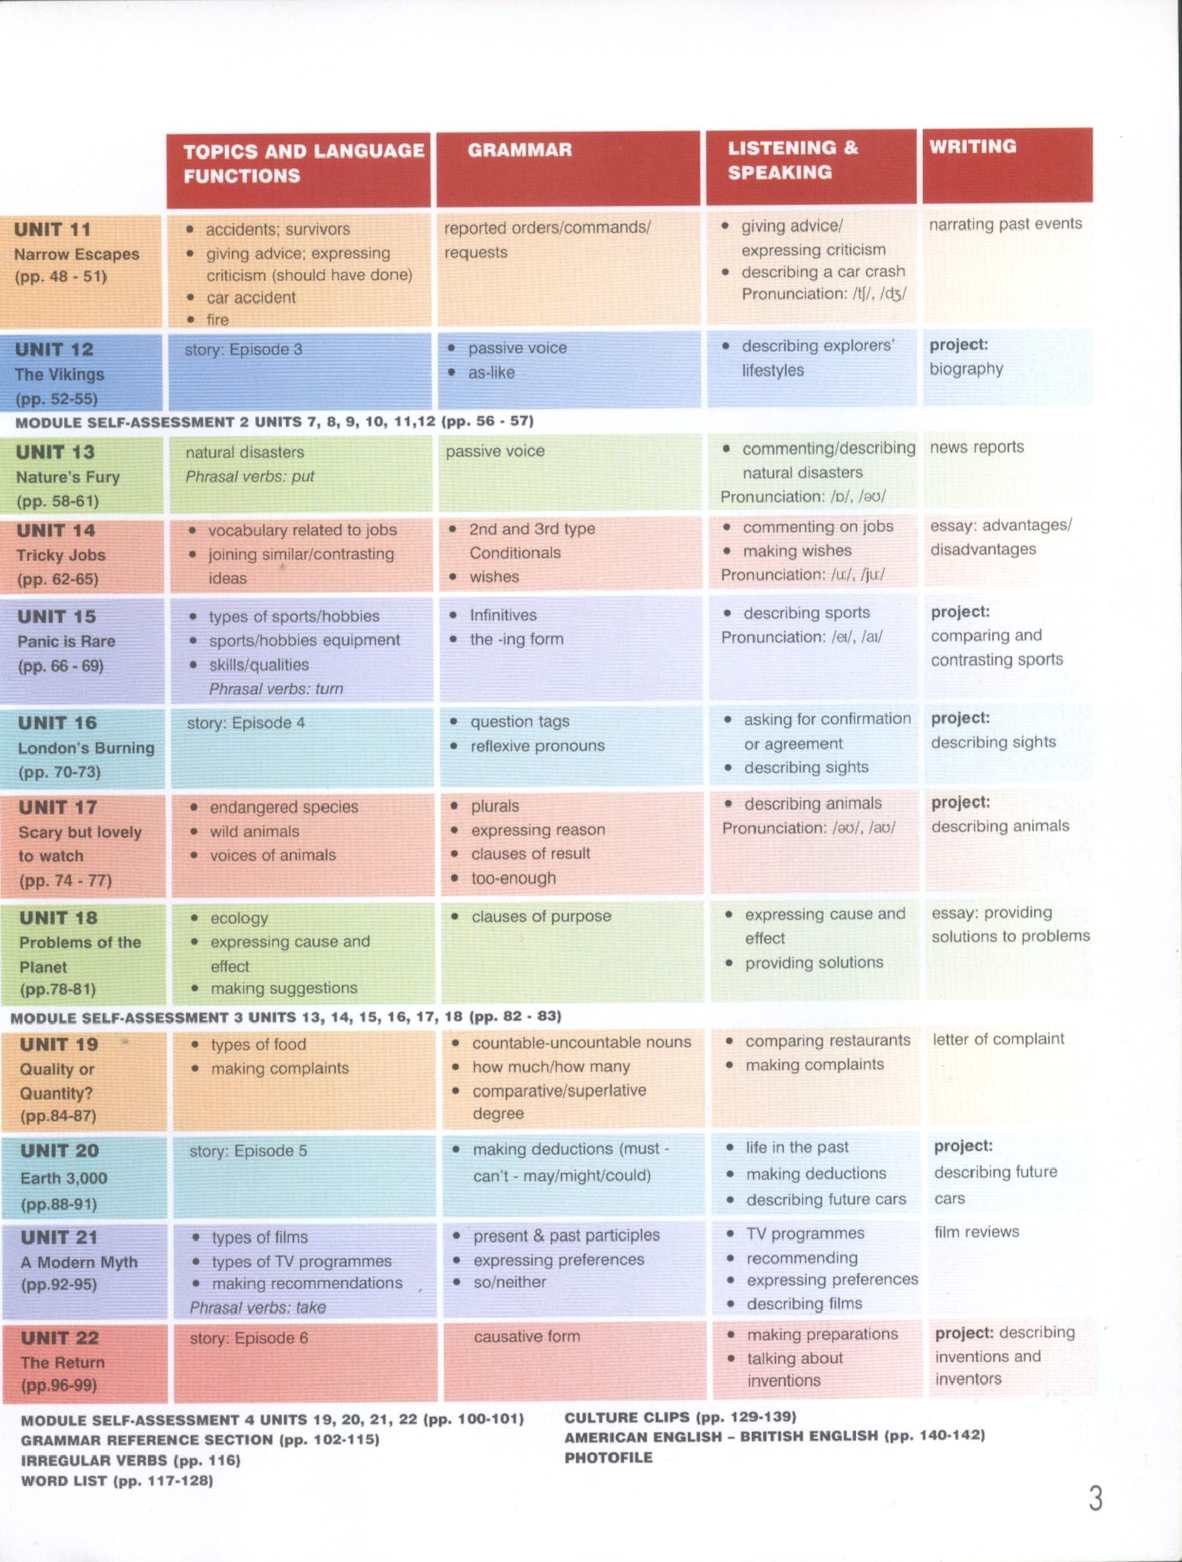 TOPICS AND LANGUAGE
FUNCTIONS
GRAMMAR
LISTENING &
SPEAKING
WRITING
UNIT 11
Narrow Escapes
(pp. 48 - 51)
• accidents; survivors
• giving advice; expressing
criticism (should have done)
• car accident
• fire
reported orders/commands/
requests
• giving advice/
expressing criticism
• describing a car crash
Pronunciation: /tʃ/, /dʒ/
narrating past events
UNIT 12
The Vikings
(pp. 52-55)
story: Episode 3
• passive voice
• as-like
• describing explorers'
lifestyles
project:
biography
MODULE SELF-ASSESSMENT 2 UNITS 7, 8, 9, 10, 11,12 (pp. 56 - 57)
UNIT 13
Nature's Fury
(pp. 58-61)
natural disasters
Phrasal verbs: put
passive voice
• commenting/describing
natural disasters
Pronunciation: /ɒ/, /əʊ/
news reports
UNIT 14
Tricky Jobs
(pp. 62-65)
• vocabulary related to jobs
• joining similar/contrasting
ideas
• 2nd and 3rd type
Conditionals
• wishes
• commenting on jobs
• making wishes
Pronunciation: /uː/, /juː/
essay: advantages/
disadvantages
UNIT 15
Panic is Rare
(pp. 66 - 69)
• types of sports/hobbies
• sports/hobbies equipment
• skills/qualities
Phrasal verbs: turn
• Infinitives
• the -ing form
• describing sports
Pronunciation: /eɪ/, /aɪ/
project:
comparing and
contrasting sports
UNIT 16
London's Burning
(pp. 70-73)
story: Episode 4
• question tags
• reflexive pronouns
• asking for confirmation
or agreement
• describing sights
project:
describing sights
UNIT 17
Scary but lovely
to watch
(pp. 74 - 77)
• endangered species
• wild animals
• voices of animals
• plurals
• expressing reason
• clauses of result
• too-enough
• describing animals
Pronunciation: /əʊ/, /aʊ/
project:
describing animals
UNIT 18
Problems of the
Planet
(pp.78-81)
• ecology
• expressing cause and
effect
• making suggestions
• clauses of purpose
• expressing cause and
effect
• providing solutions
essay: providing
solutions to problems
MODULE SELF-ASSESSMENT 3 UNITS 13, 14, 15, 16, 17, 18 (pp. 82 - 83)
UNIT 19
Quality or
Quantity?
(pp.84-87)
• types of food
• making complaints
• countable-uncountable nouns
• how much/how many
• comparative/superlative
degree
• comparing restaurants
• making complaints
letter of complaint
UNIT 20
Earth 3,000
(pp.88-91)
story: Episode 5
• making deductions (must -
can't - may/might/could)
• life in the past
• making deductions
• describing future cars
project:
describing future
cars
UNIT 21
A Modern Myth
(pp.92-95)
• types of films
• types of TV programmes
• making recommendations
Phrasal verbs: take
• present & past participles
• expressing preferences
• so/neither
• TV programmes
• recommending
• expressing preferences
• describing films
film reviews
UNIT 22
The Return
(pp.96-99)
story: Episode 6
causative form
• making preparations
• talking about
inventions
project: describing
inventions and
inventors
MODULE SELF-ASSESSMENT 4 UNITS 19, 20, 21, 22 (pp. 100-101)
GRAMMAR REFERENCE SECTION (pp. 102-115)
IRREGULAR VERBS (pp. 116)
WORD LIST (pp. 117-128)
CULTURE CLIPS (pp. 129-139)
AMERICAN ENGLISH – BRITISH ENGLISH (pp. 140-142)
PHOTOFILE
3